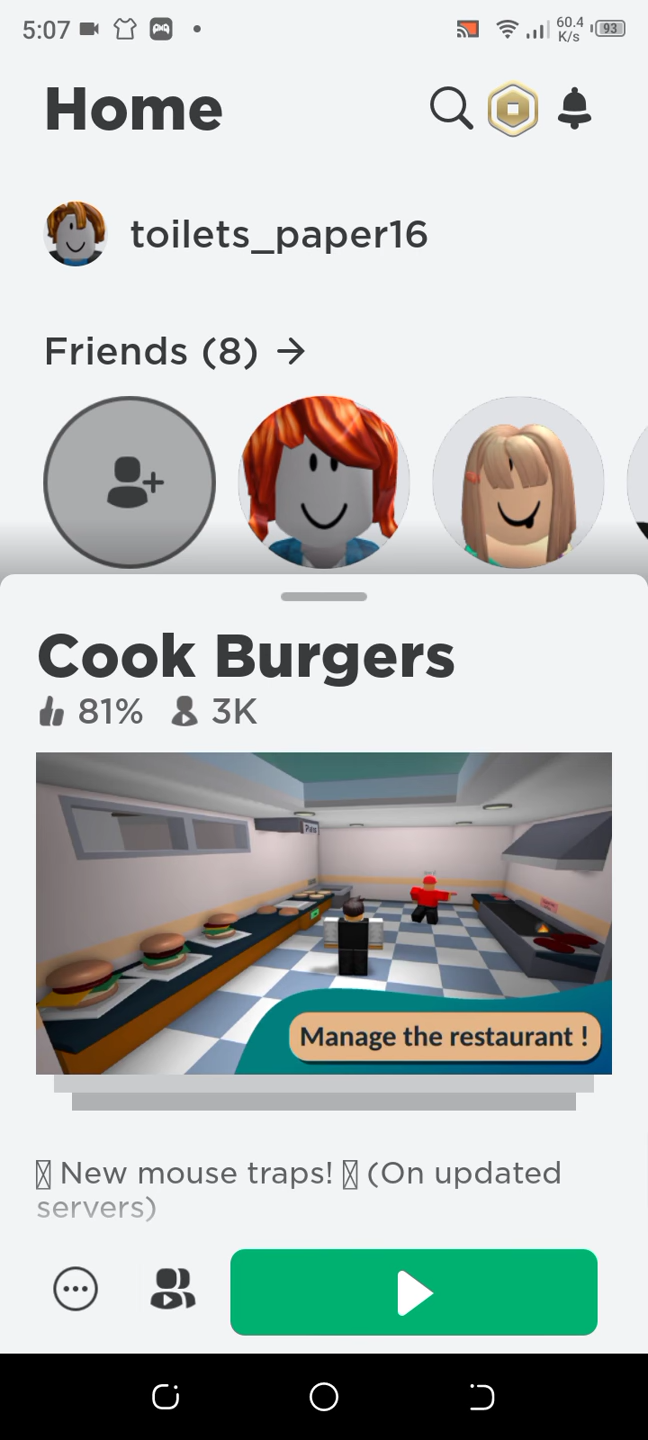 5:07
60.4
K/s
93
Home
toilets_paper16
Friends (8) →
Cook Burgers
81% 3K
Manage the restaurant !
New mouse traps! (On updated
servers)